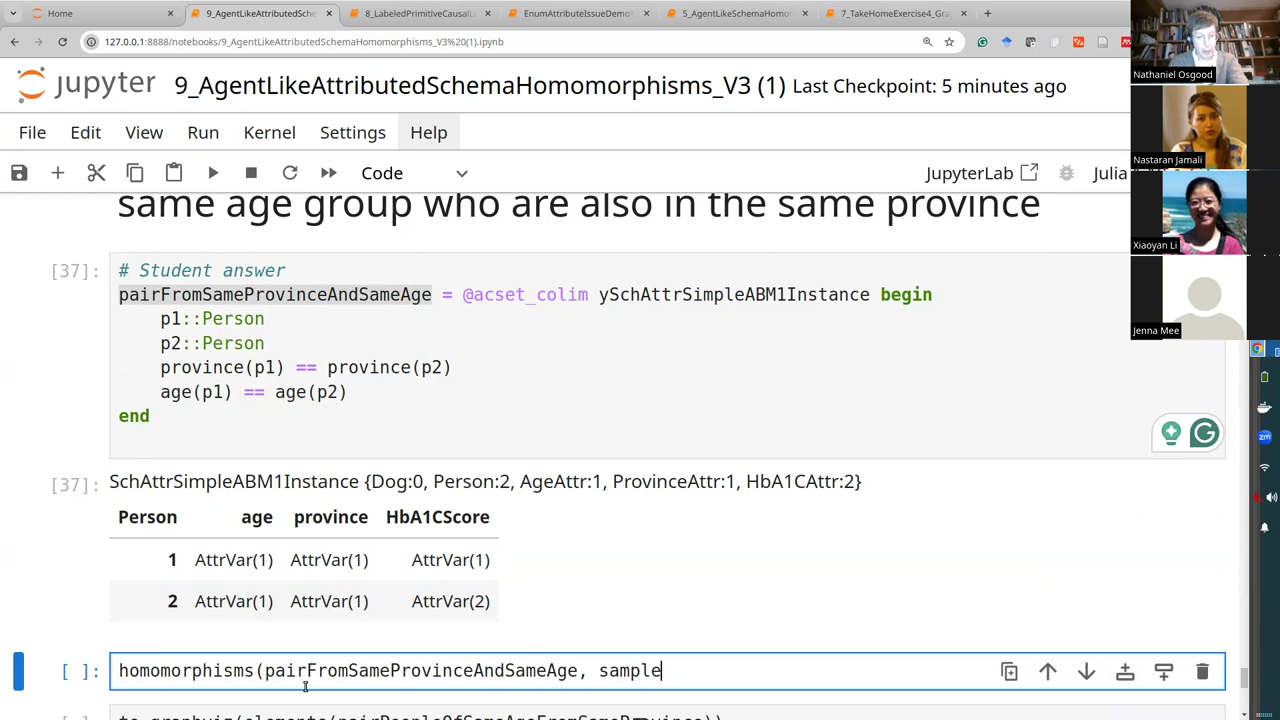 Home
9_AgentLikeAttributedSche
8_LabeledPrimitiveCausalL
EnumAttributeIssueDemo
5_AgentLikeSchemaHomom
7_TakeHomeExercise4_Gra
127.0.0.1:8888/notebooks/9_AgentLikeAttributedSchemaHomomorphisms_V3%20(1).ipynb
Nathaniel Osgood
jupyter
9_AgentLikeAttributedSchemaHomomorphisms_V3 (1) Last Checkpoint: 5 minutes ago
File Edit View Run Kernel Settings Help
Nastaran Jamali
Code
JupyterLab
Julia
same age group who are also in the same province
Xiaoyan Li
[37]:
# Student answer
pairFromSameProvinceAndSameAge = @acset_colim ySchAttrSimpleABM1Instance begin
p1::Person
p2::Person
province(p1) == province(p2)
age(p1) == age(p2)
end
Jenna Mee
[37]:
SchAttrSimpleABM1Instance {Dog:0, Person:2, AgeAttr:1, ProvinceAttr:1, HbA1CAttr:2}
Person age province HbA1CScore
1 AttrVar(1) AttrVar(1) AttrVar(1)
2 AttrVar(1) AttrVar(1) AttrVar(2)
[ ]:
homomorphisms(pairFromSameProvinceAndSameAge, sample